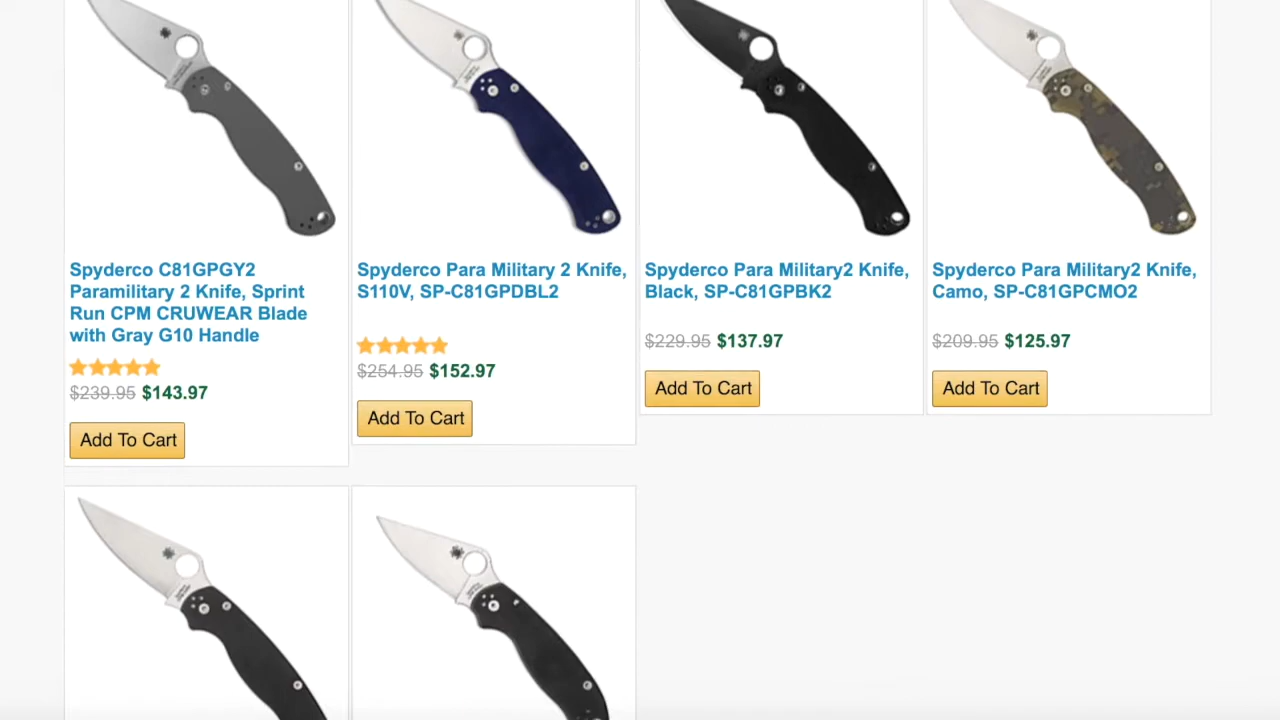 Spyderco C81GPGY2
Paramilitary 2 Knife, Sprint
Run CPM CRUWEAR Blade
with Gray G10 Handle
$239.95 $143.97
Add To Cart
Spyderco Para Military 2 Knife,
S110V, SP-C81GPDBL2
$254.95 $152.97
Add To Cart
Spyderco Para Military2 Knife,
Black, SP-C81GPBK2
$229.95 $137.97
Add To Cart
Spyderco Para Military2 Knife,
Camo, SP-C81GPCMO2
$209.95 $125.97
Add To Cart